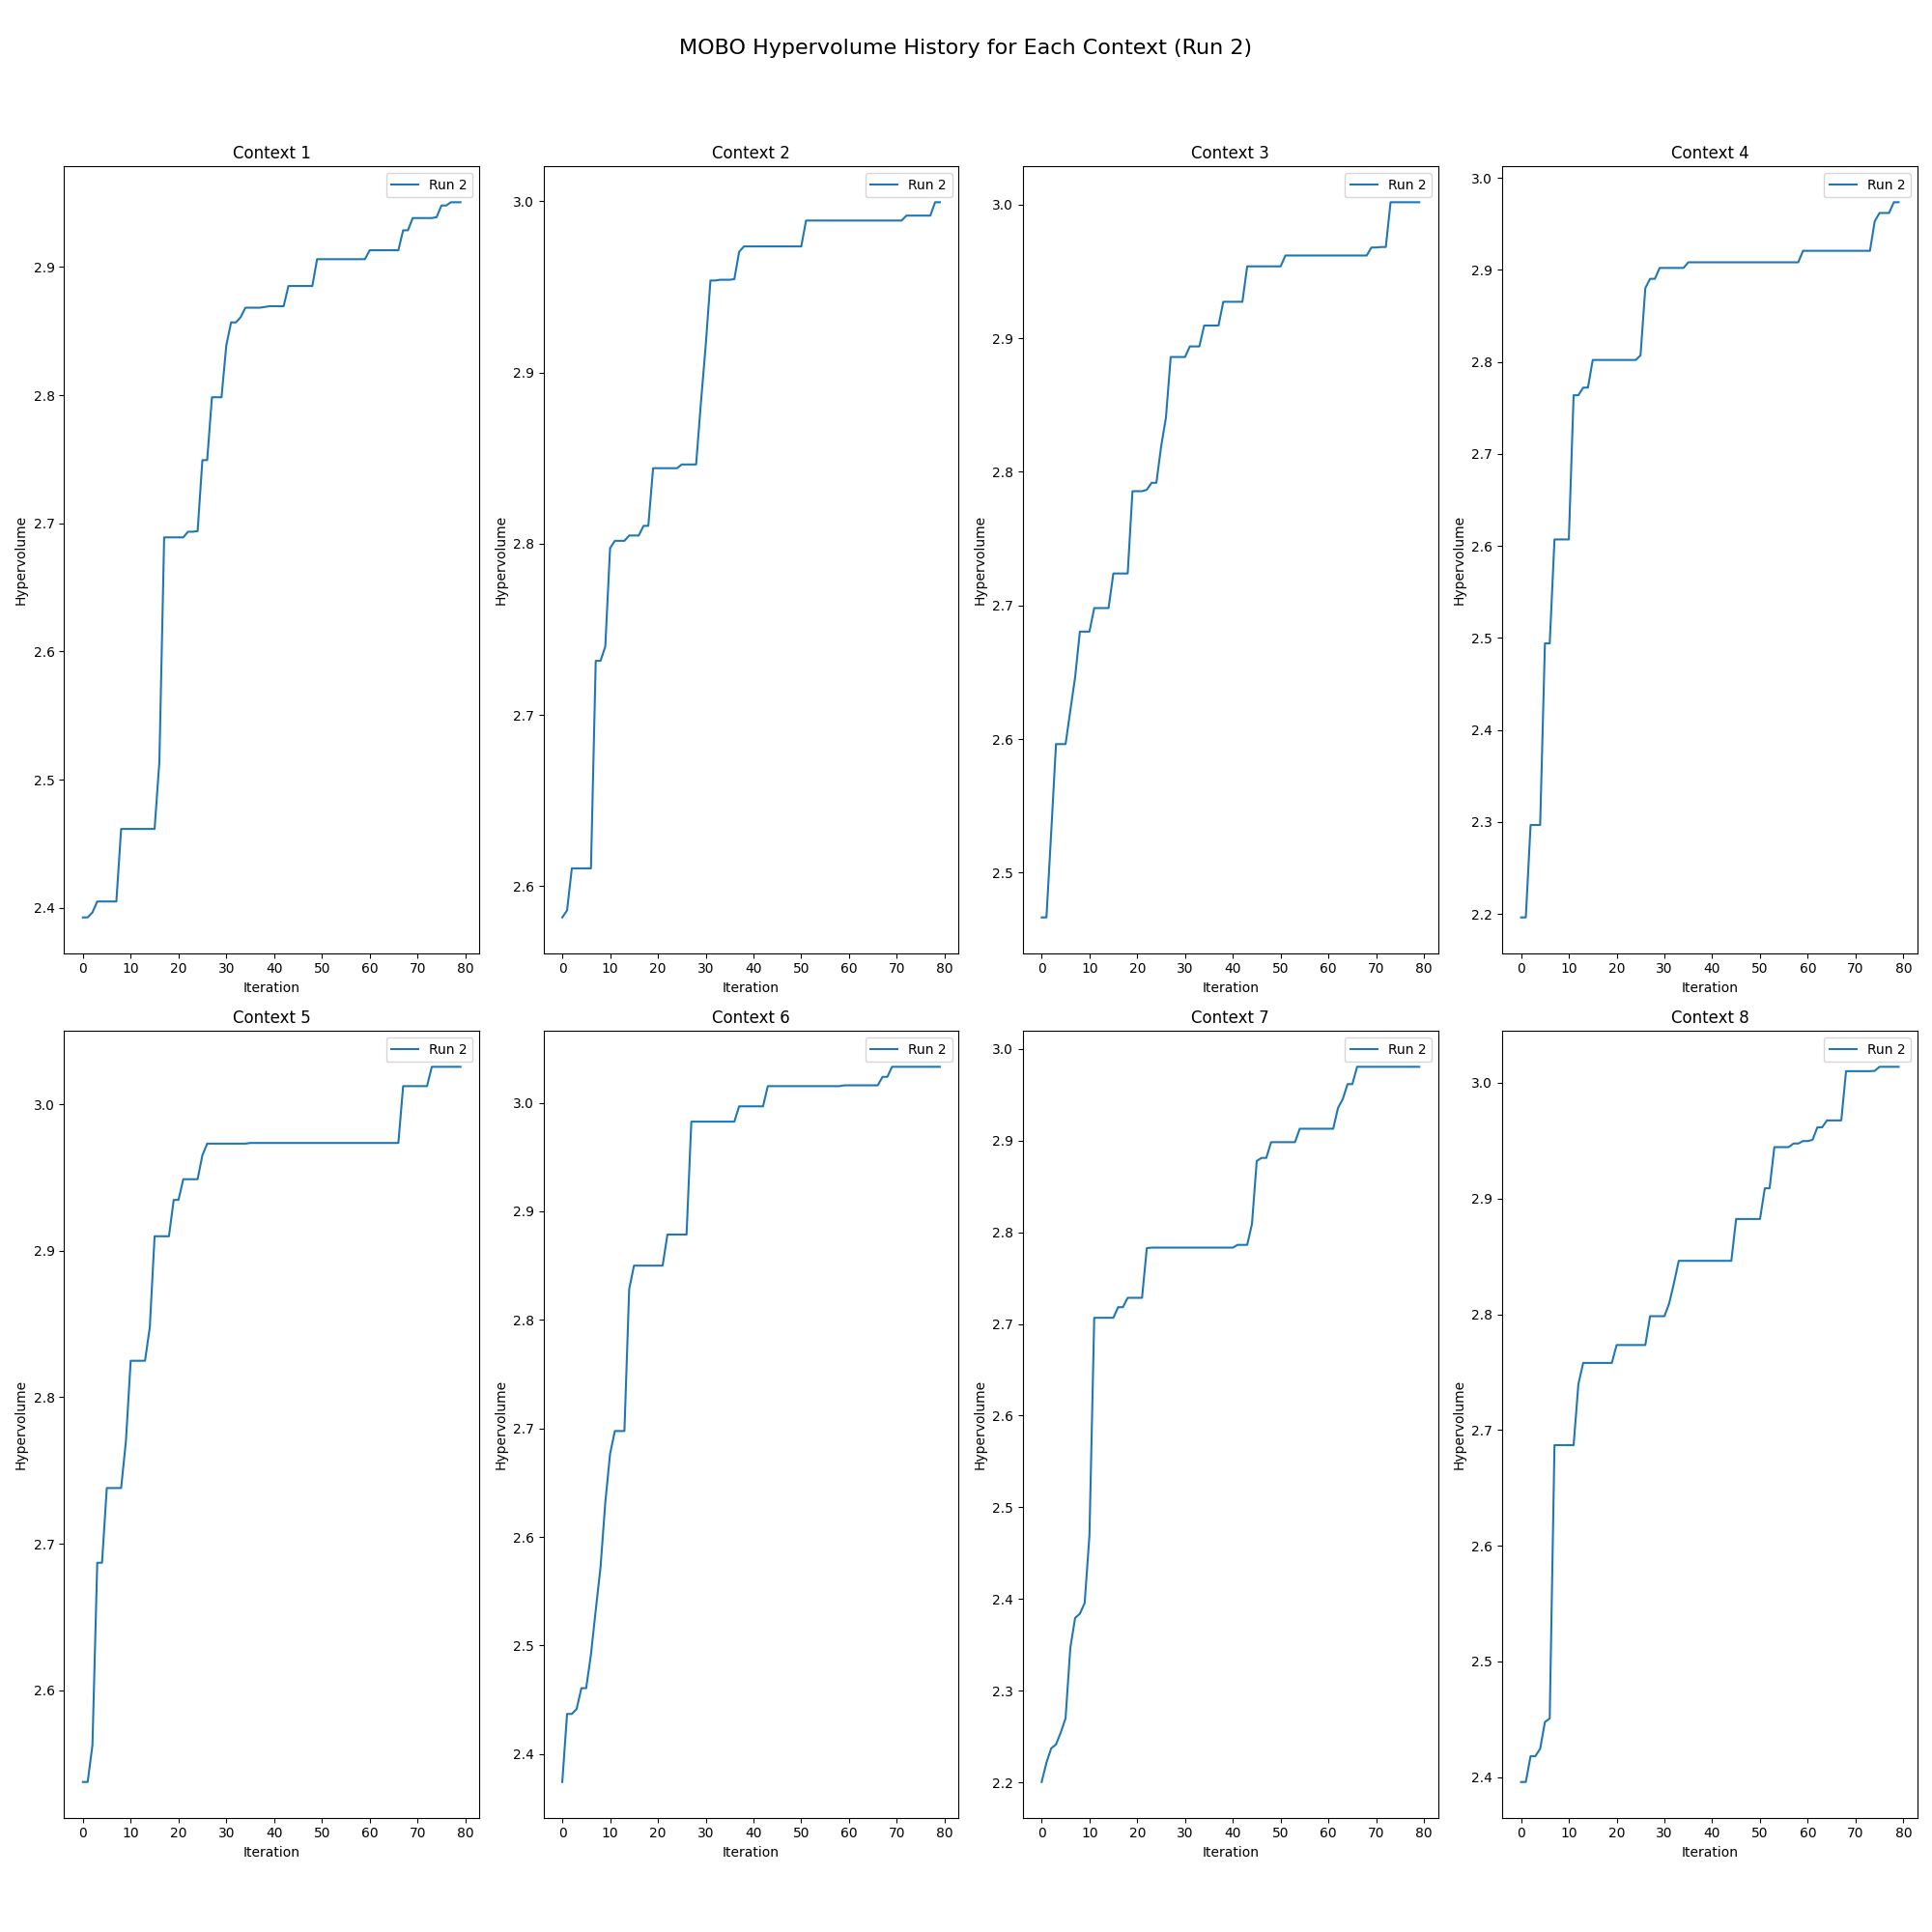 MOBO Hypervolume History for Each Context (Run 2)
Context 1
Run 2
2.9
2.8
2.7
2.6
2.5
2.4
Hypervolume
0 10 20 30 40 50 60 70 80
Iteration
Context 2
Run 2
3.0
2.9
2.8
2.7
2.6
Hypervolume
0 10 20 30 40 50 60 70 80
Iteration
Context 3
Run 2
3.0
2.9
2.8
2.7
2.6
2.5
Hypervolume
0 10 20 30 40 50 60 70 80
Iteration
Context 4
Run 2
3.0
2.9
2.8
2.7
2.6
2.5
2.4
2.3
2.2
Hypervolume
0 10 20 30 40 50 60 70 80
Iteration
Context 5
Run 2
3.0
2.9
2.8
2.7
2.6
Hypervolume
0 10 20 30 40 50 60 70 80
Iteration
Context 6
Run 2
3.0
2.9
2.8
2.7
2.6
2.5
2.4
Hypervolume
0 10 20 30 40 50 60 70 80
Iteration
Context 7
Run 2
3.0
2.9
2.8
2.7
2.6
2.5
2.4
2.3
2.2
Hypervolume
0 10 20 30 40 50 60 70 80
Iteration
Context 8
Run 2
3.0
2.9
2.8
2.7
2.6
2.5
2.4
Hypervolume
0 10 20 30 40 50 60 70 80
Iteration